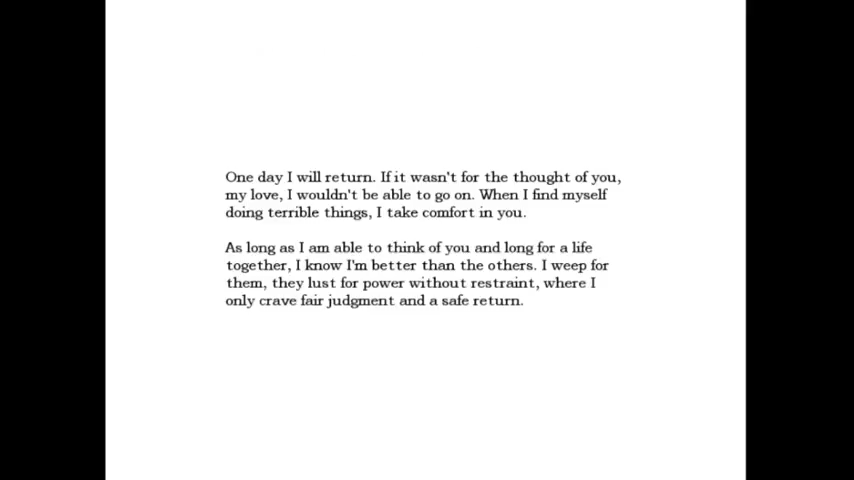 One day I will return. If it wasn't for the thought of you,
my love, I wouldn't be able to go on. When I find myself
doing terrible things, I take comfort in you.
As long as I am able to think of you and long for a life
together, I know I'm better than the others. I weep for
them, they lust for power without restraint, where I
only crave fair judgment and a safe return.